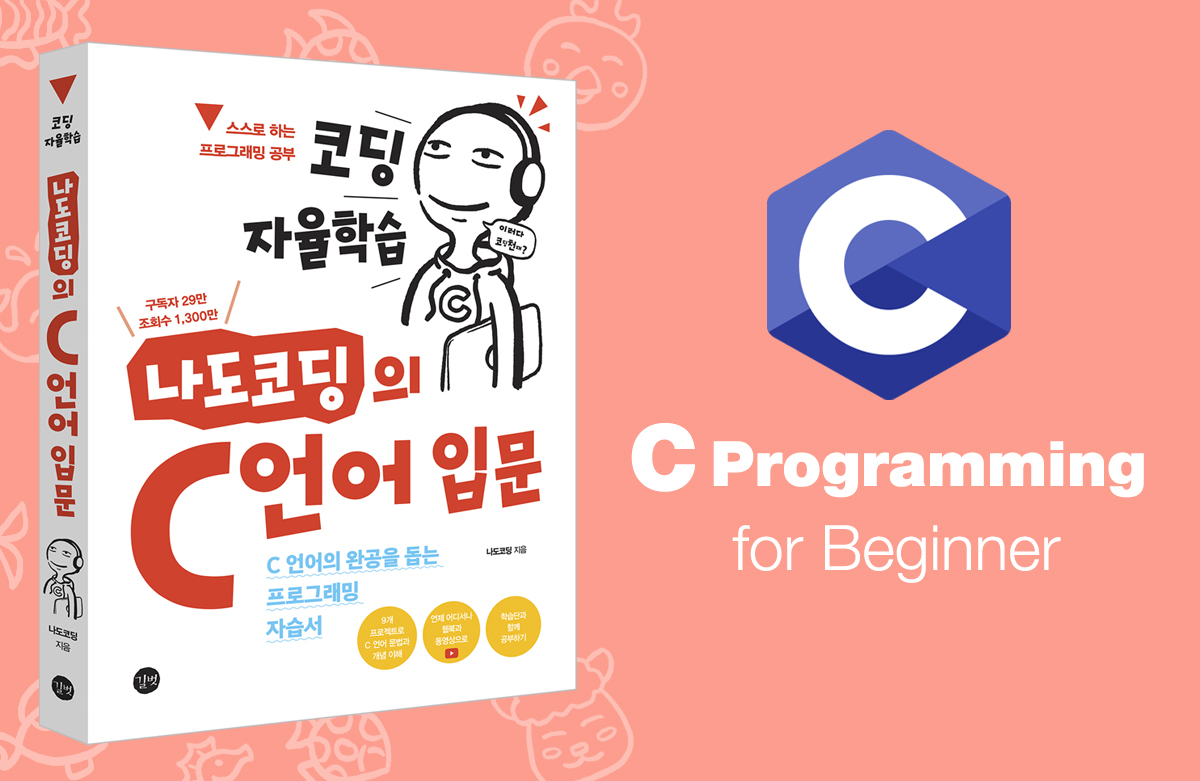 코딩
자율학습
나도코딩
의
C
언어
입문
나도코딩
지음
길벗
스스로 하는
프로그래밍 공부
코딩
자율학습
이러다
코딩천재?
C
구독자 29만
조회수 1,300만
나도코딩의
C 언어 입문
C 언어의 완공을 돕는
프로그래밍
자습서
나도코딩 지음
9개
프로젝트로
C 언어 문법과
개념 이해
언제 어디서나
웹북과
동영상으로
학습단과
함께
공부하기
길벗
C
C Programming
for Beginner